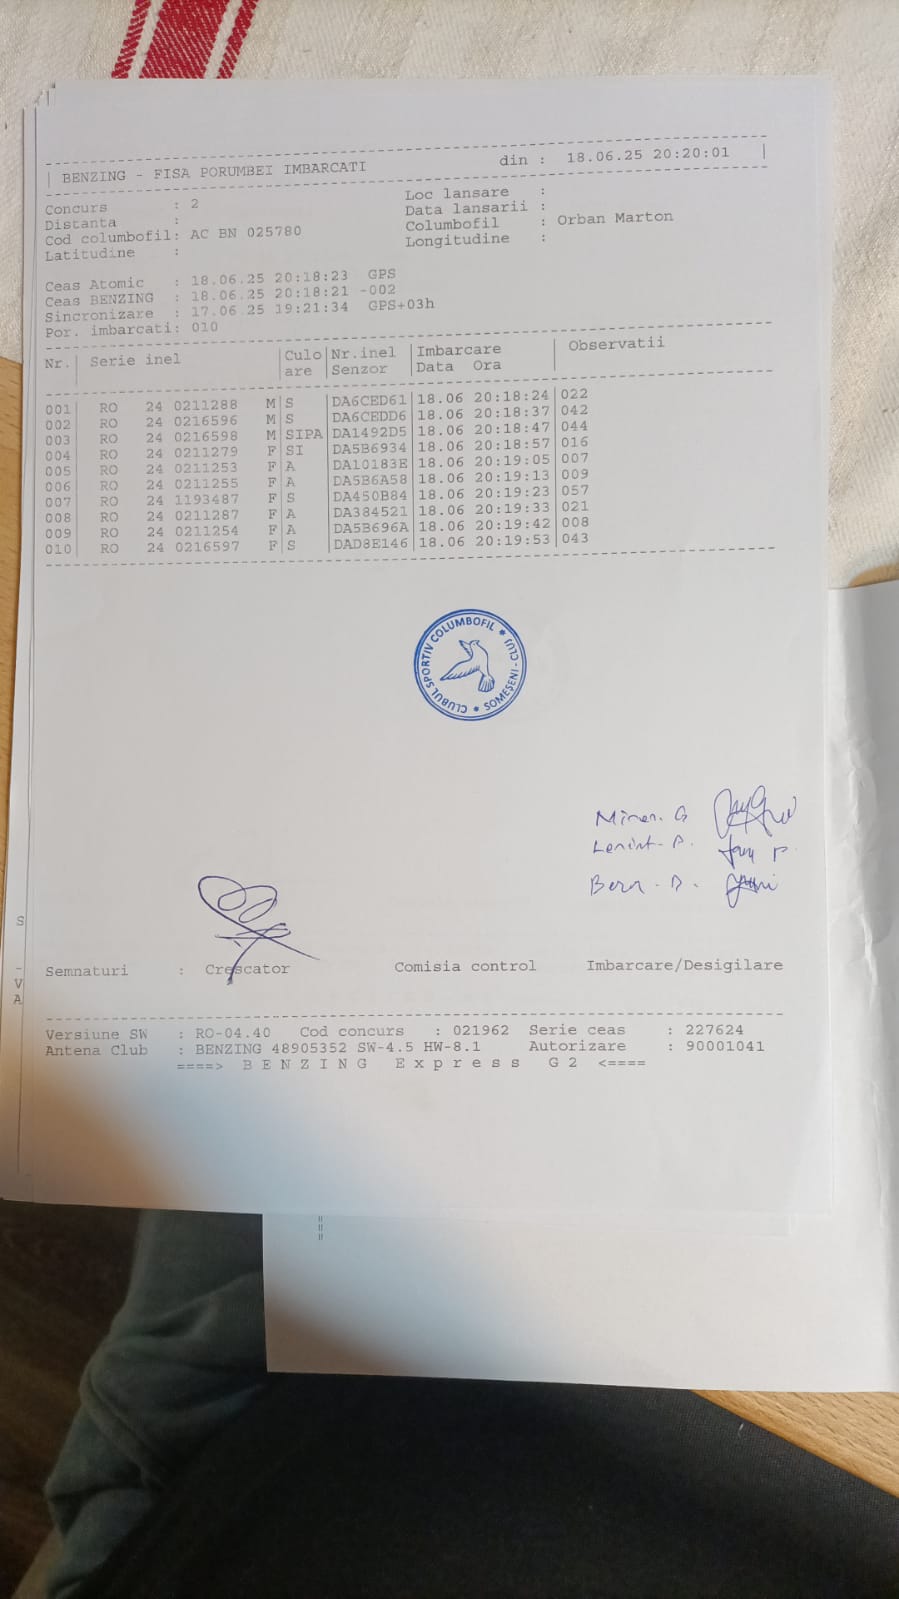 BENZING - FISA PORUMBEI IMBARCATI din : 18.06.25 20:20:01
Concurs : 2 Loc lansare :
Distanta : Data lansarii :
Cod columbofil: AC BN 025780 Columbofil : Orban Marton
Latitudine : Longitudine :
Ceas Atomic : 18.06.25 20:18:23 GPS
Ceas BENZING : 18.06.25 20:18:21 -002
Sincronizare : 17.06.25 19:21:34 GPS+03h
Por. imbarcati: 010
Nr.| Serie inel |Culo|Nr.inel |Imbarcare | Observatii
|are |Senzor |Data Ora |
001| RO 24 0211288 M|S |DA6CED61|18.06 20:18:24|022
002| RO 24 0216596 M|S |DA6CEDD6|18.06 20:18:37|042
003| RO 24 0216598 M|SIPA|DA1492D5|18.06 20:18:47|044
004| RO 24 0211279 F|SI |DA5B6934|18.06 20:18:57|016
005| RO 24 0211253 F|A |DA10183E|18.06 20:19:05|007
006| RO 24 0211255 F|A |DA5B6A58|18.06 20:19:13|009
007| RO 24 1193487 F|S |DA450B84|18.06 20:19:23|057
008| RO 24 0211287 F|A |DA384521|18.06 20:19:33|021
009| RO 24 0211254 F|A |DA5B696A|18.06 20:19:42|008
010| RO 24 0216597 F|S |DAD8E146|18.06 20:19:53|043
CLUBUL SPORTIV COLUMBOFIL * SOMEȘENI - CLUJ *
Semnaturi : Crescator Comisia control Imbarcare/Desigilare
Versiune SW : RO-04.40 Cod concurs : 021962 Serie ceas : 227624
Antena Club : BENZING 48905352 SW-4.5 HW-8.1 Autorizare : 90001041
====> B E N Z I N G E x p r e s s G 2 <====